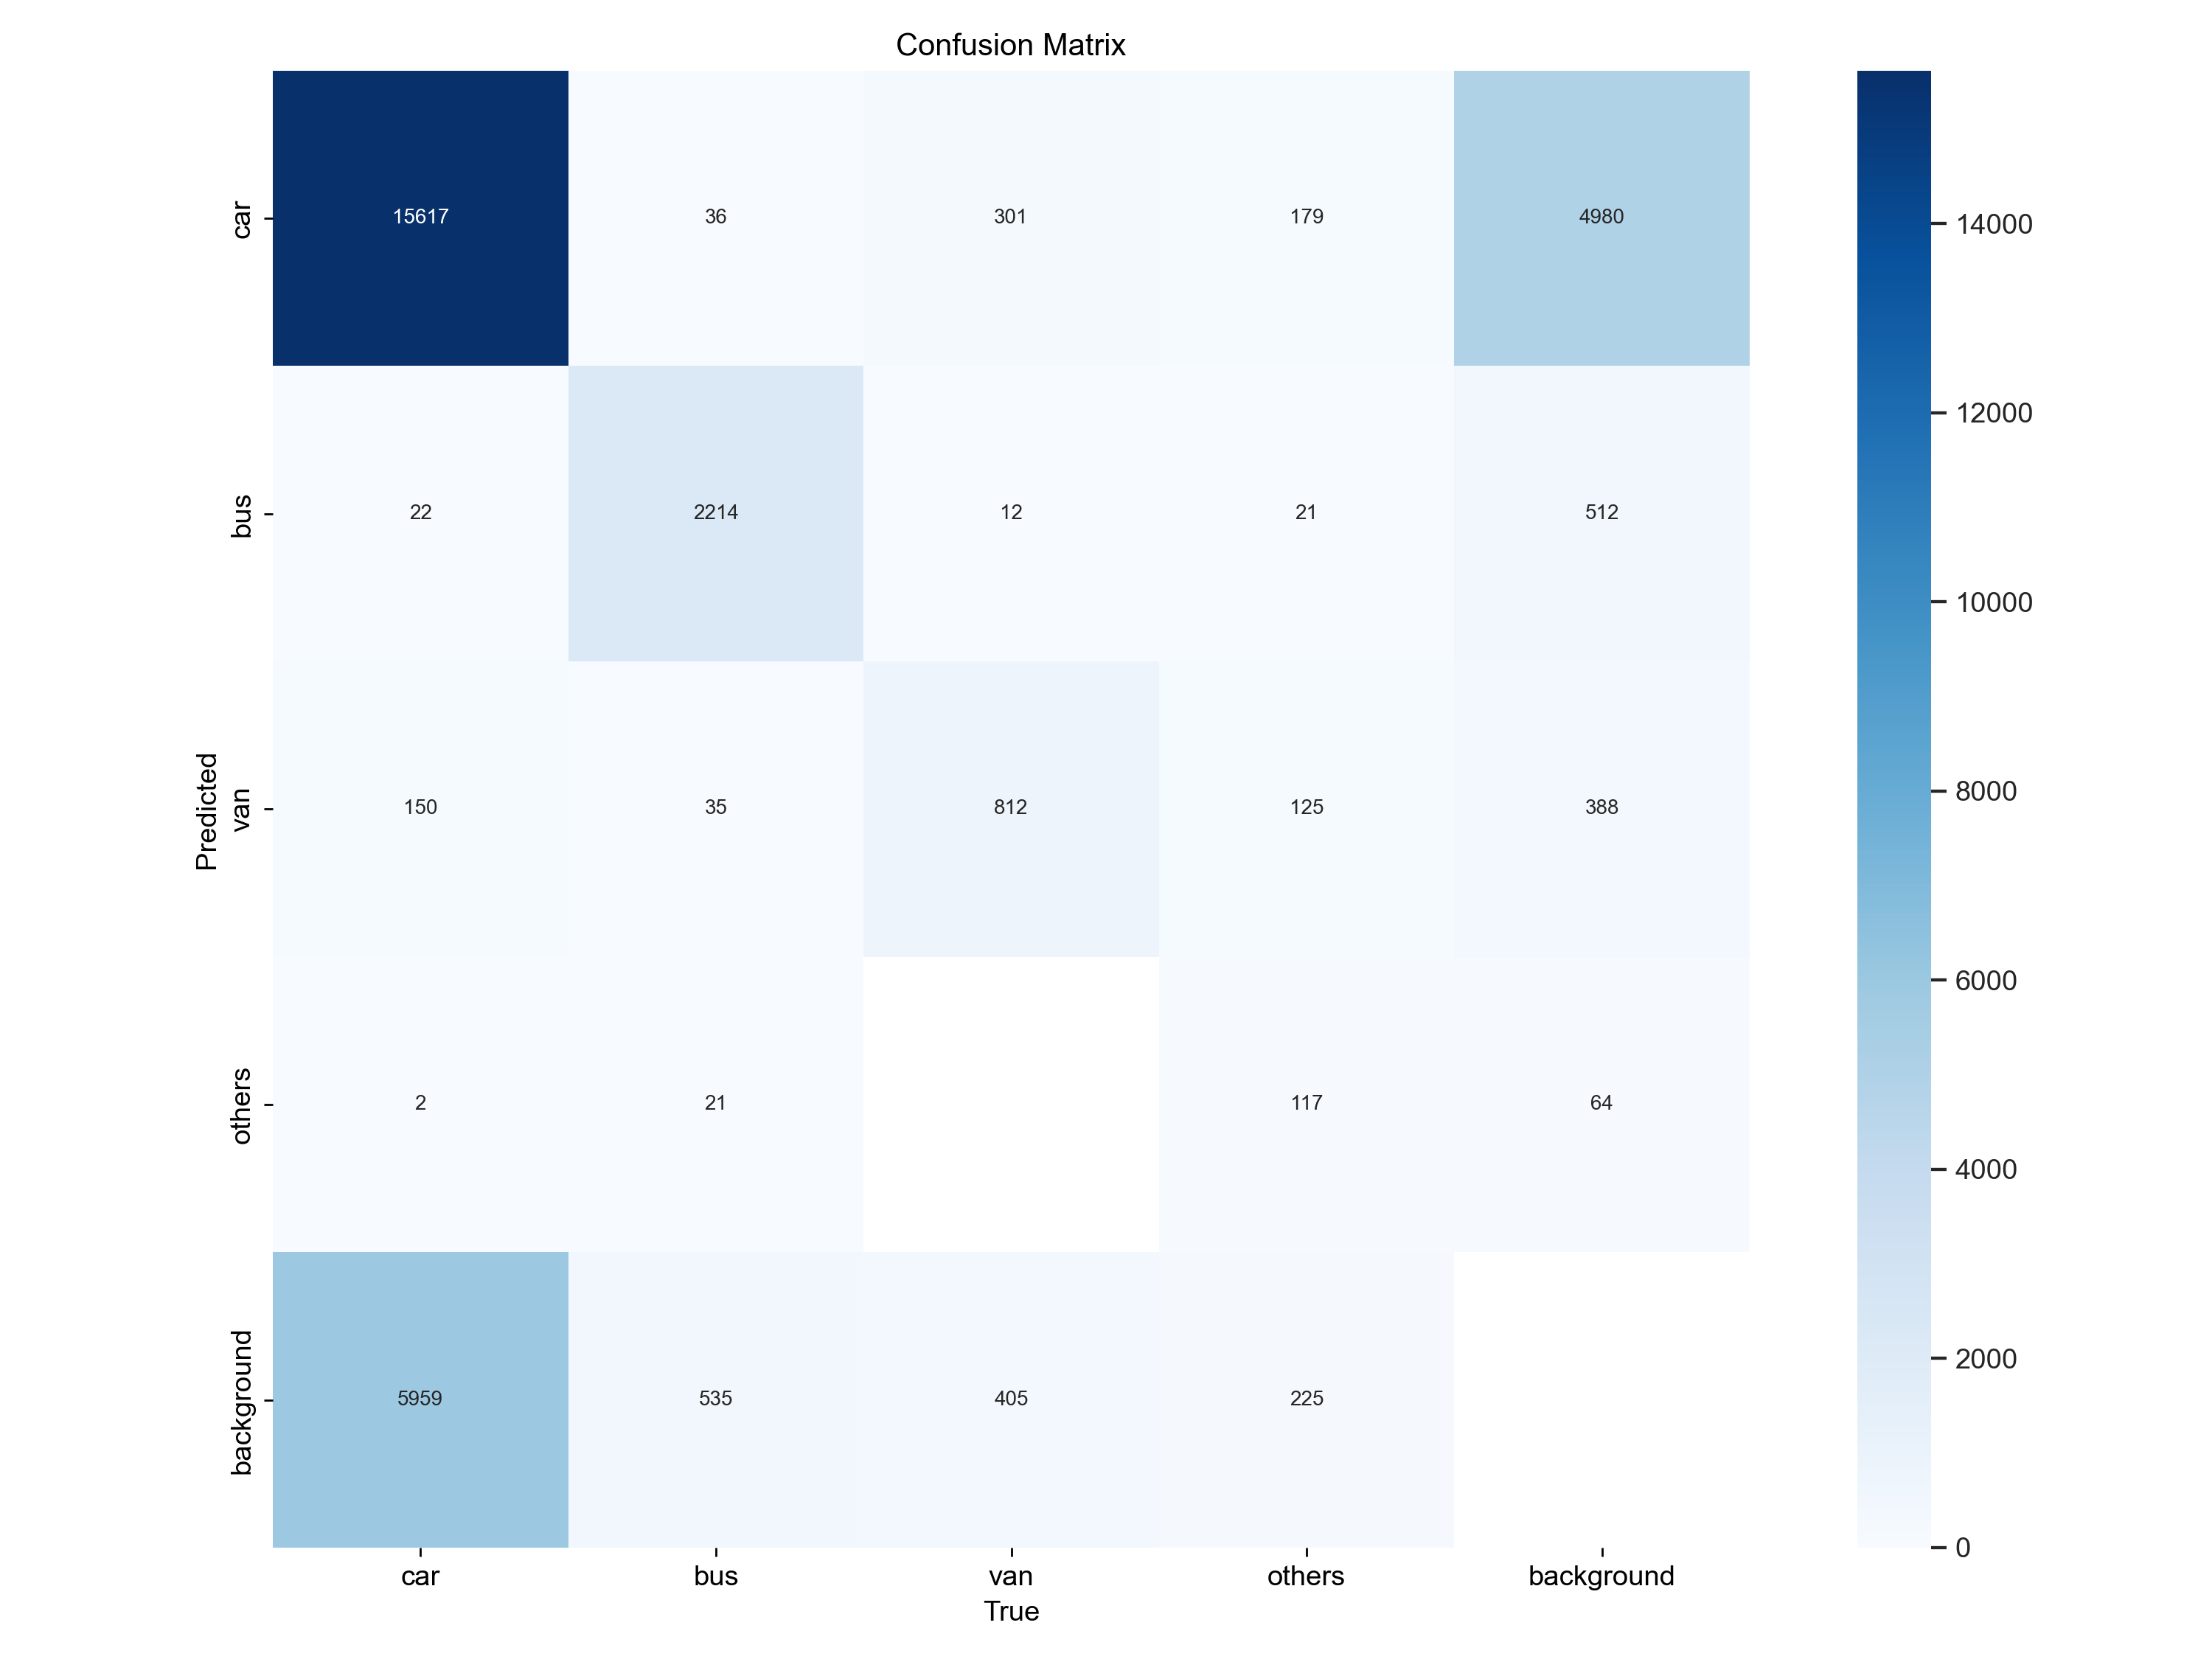 Confusion Matrix
car 15617 36 301 179 4980
bus 22 2214 12 21 512
van 150 35 812 125 388
others 2 21 117 64
background 5959 535 405 225
Predicted
car bus van others background
True
14000
12000
10000
8000
6000
4000
2000
0